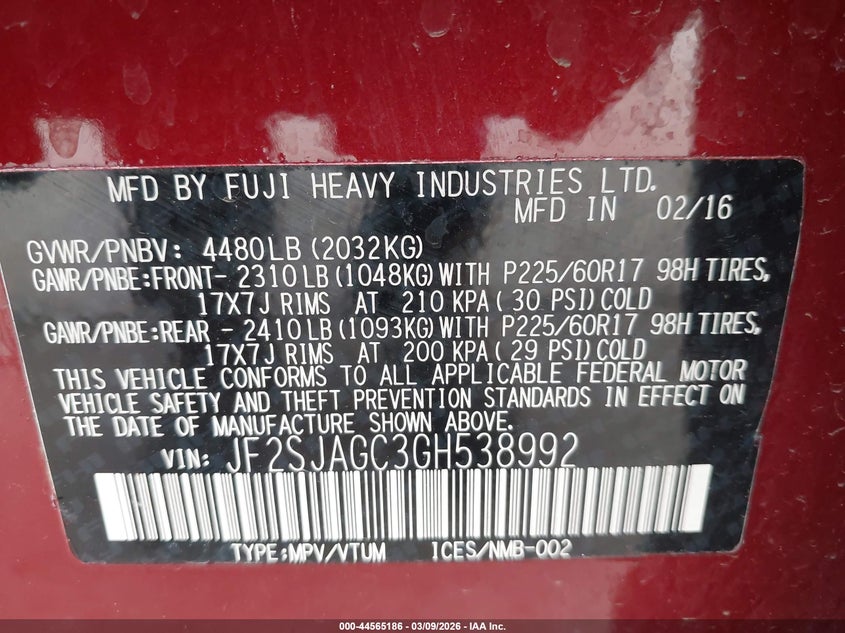 MFD BY FUJI HEAVY INDUSTRIES LTD.
MFD IN 02/16
GVWR/PNBV: 4480LB (2032KG)
GAWR/PNBE:FRONT- 2310LB (1048KG) WITH P225/60R17 98H TIRES,
17X7J RIMS AT 210 KPA (30 PSI) COLD
GAWR/PNBE:REAR - 2410LB (1093KG) WITH P225/60R17 98H TIRES,
17X7J RIMS AT 200 KPA (29 PSI) COLD
THIS VEHICLE CONFORMS TO ALL APPLICABLE FEDERAL MOTOR
VEHICLE SAFETY AND THEFT PREVENTION STANDARDS IN EFFECT ON
THE DATE OF MANUFACTURE SHOWN ABOVE.
VIN: JF2SJAGC3GH538992
TYPE:MPV/VTUM ICES/NMB-002
000-44565186 - 03/09/2026 - IAA Inc.